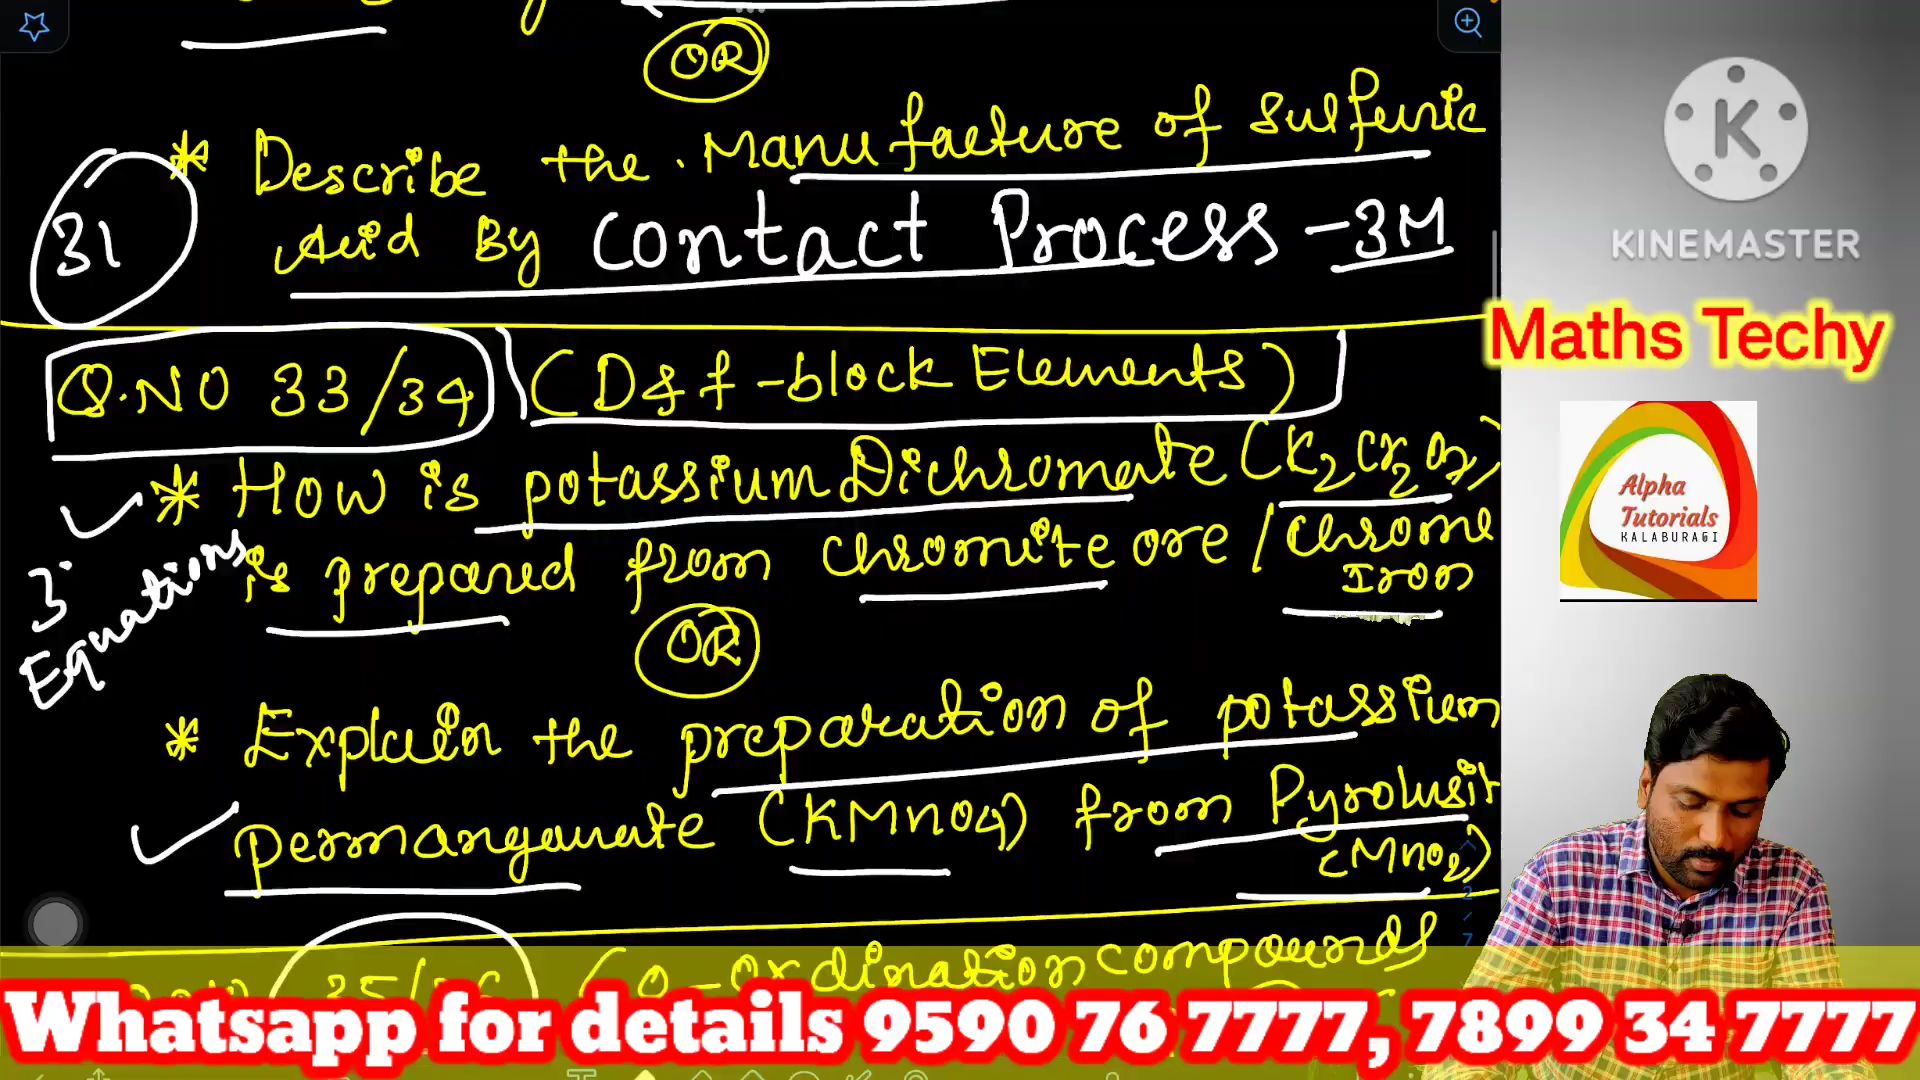 OR
* Describe the Manufacture of Sulfuric
31
Acid By Contact Process - 3M
Q.NO 33/34 (D & f - block Elements)
* How is potassium Dichromate (K2Cr2O7)
is prepared from chromite ore / chrome
Iron
3
Equations
OR
* Explain the preparation of potassium
permanganate (KMnO4) from Pyrolusit
(MnO2)
35/36 Co-ordination compounds
K
KINEMASTER
Maths Techy
Alpha
Tutorials
KALABURAGI
Whatsapp for details 9590 76 7777, 7899 34 7777